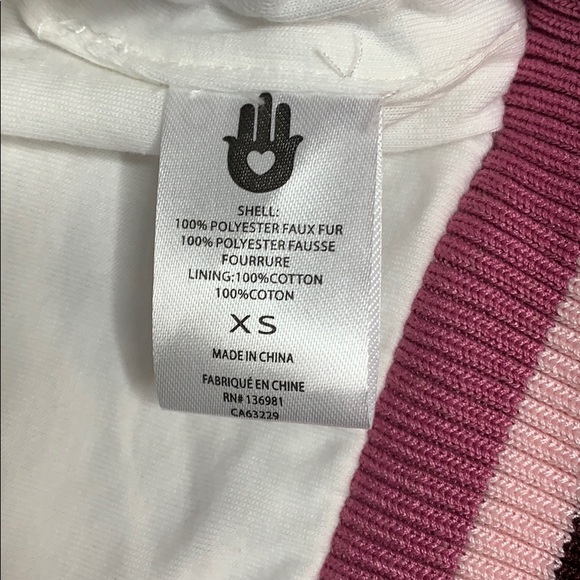 SHELL:
100% POLYESTER FAUX FUR
100% POLYESTER FAUSSE
FOURRURE
LINING:100%COTTON
100%COTON
XS
MADE IN CHINA
FABRIQUÉ EN CHINE
RN# 136981
CA63229